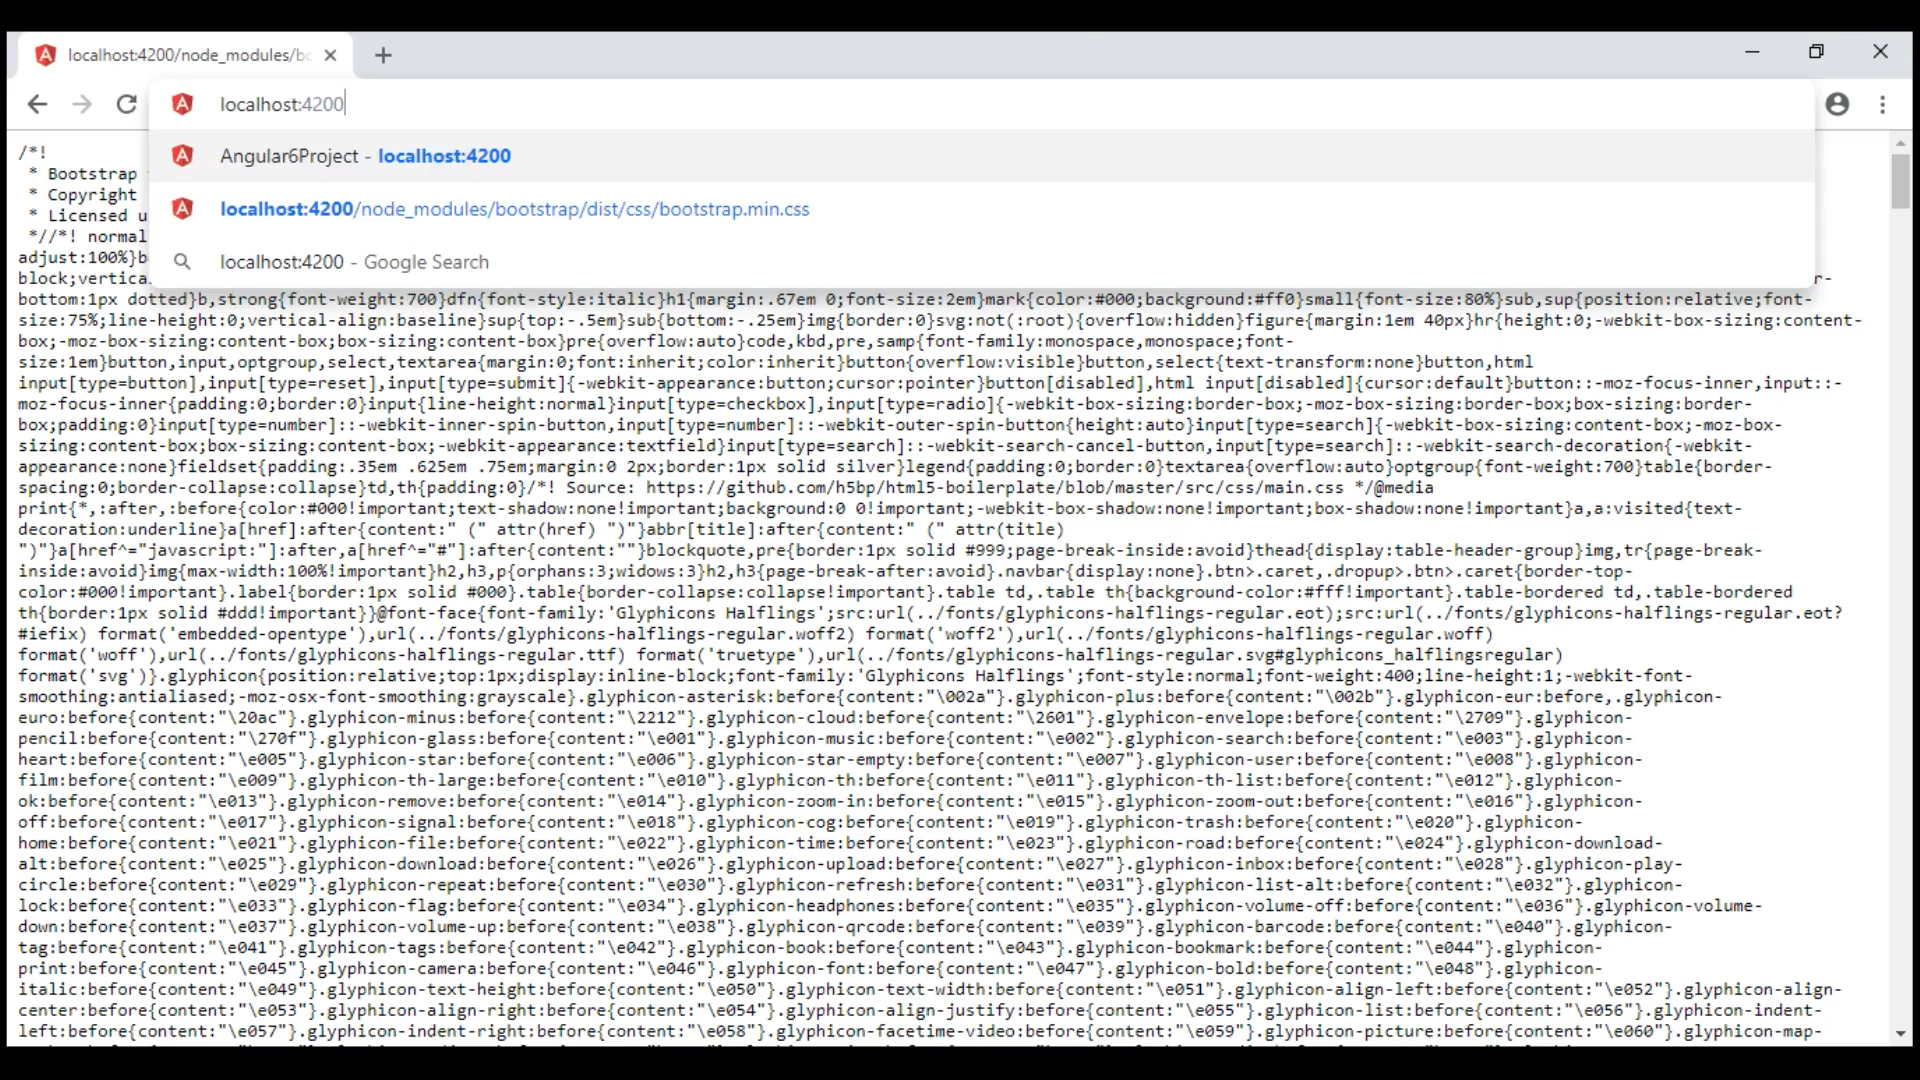 localhost:4200/node_modules/bo
localhost:4200
Angular6Project - localhost:4200
localhost:4200/node_modules/bootstrap/dist/css/bootstrap.min.css
localhost:4200 - Google Search
/*!
* Bootstrap
* Copyright
* Licensed u
*//*! normal
adjust:100%}b
block;vertica
r-
bottom:1px dotted}b,strong{font-weight:700}dfn{font-style:italic}h1{margin:.67em 0;font-size:2em}mark{color:#000;background:#ff0}small{font-size:80%}sub,sup{position:relative;font-
size:75%;line-height:0;vertical-align:baseline}sup{top:-.5em}sub{bottom:-.25em}img{border:0}svg:not(:root){overflow:hidden}figure{margin:1em 40px}hr{height:0;-webkit-box-sizing:content-
box;-moz-box-sizing:content-box;box-sizing:content-box}pre{overflow:auto}code,kbd,pre,samp{font-family:monospace,monospace;font-
size:1em}button,input,optgroup,select,textarea{margin:0;font:inherit;color:inherit}button{overflow:visible}button,select{text-transform:none}button,html
input[type=button],input[type=reset],input[type=submit]{-webkit-appearance:button;cursor:pointer}button[disabled],html input[disabled]{cursor:default}button::-moz-focus-inner,input::-
moz-focus-inner{padding:0;border:0}input{line-height:normal}input[type=checkbox],input[type=radio]{-webkit-box-sizing:border-box;-moz-box-sizing:border-box;box-sizing:border-
box;padding:0}input[type=number]::-webkit-inner-spin-button,input[type=number]::-webkit-outer-spin-button{height:auto}input[type=search]{-webkit-box-sizing:content-box;-moz-box-
sizing:content-box;box-sizing:content-box;-webkit-appearance:textfield}input[type=search]::-webkit-search-cancel-button,input[type=search]::-webkit-search-decoration{-webkit-
appearance:none}fieldset{padding:.35em .625em .75em;margin:0 2px;border:1px solid silver}legend{padding:0;border:0}textarea{overflow:auto}optgroup{font-weight:700}table{border-
spacing:0;border-collapse:collapse}td,th{padding:0}/*! Source: https://github.com/h5bp/html5-boilerplate/blob/master/src/css/main.css */@media
print{*,:after,:before{color:#000!important;text-shadow:none!important;background:0 0!important;-webkit-box-shadow:none!important;box-shadow:none!important}a,a:visited{text-
decoration:underline}a[href]:after{content:" (" attr(href) ")"}abbr[title]:after{content:" (" attr(title)
")"}a[href^="javascript:"]:after,a[href^="#"]:after{content:""}blockquote,pre{border:1px solid #999;page-break-inside:avoid}thead{display:table-header-group}img,tr{page-break-
inside:avoid}img{max-width:100%!important}h2,h3,p{orphans:3;widows:3}h2,h3{page-break-after:avoid}.navbar{display:none}.btn>.caret,.dropup>.btn>.caret{border-top-
color:#000!important}.label{border:1px solid #000}.table{border-collapse:collapse!important}.table td,.table th{background-color:#fff!important}.table-bordered td,.table-bordered
th{border:1px solid #ddd!important}}@font-face{font-family:'Glyphicons Halflings';src:url(../fonts/glyphicons-halflings-regular.eot);src:url(../fonts/glyphicons-halflings-regular.eot?
#iefix) format('embedded-opentype'),url(../fonts/glyphicons-halflings-regular.woff2) format('woff2'),url(../fonts/glyphicons-halflings-regular.woff)
format('woff'),url(../fonts/glyphicons-halflings-regular.ttf) format('truetype'),url(../fonts/glyphicons-halflings-regular.svg#glyphicons_halflingsregular)
format('svg')}.glyphicon{position:relative;top:1px;display:inline-block;font-family:'Glyphicons Halflings';font-style:normal;font-weight:400;line-height:1;-webkit-font-
smoothing:antialiased;-moz-osx-font-smoothing:grayscale}.glyphicon-asterisk:before{content:"\002a"}.glyphicon-plus:before{content:"\002b"}.glyphicon-eur:before,.glyphicon-
euro:before{content:"\20ac"}.glyphicon-minus:before{content:"\2212"}.glyphicon-cloud:before{content:"\2601"}.glyphicon-envelope:before{content:"\2709"}.glyphicon-
pencil:before{content:"\270f"}.glyphicon-glass:before{content:"\e001"}.glyphicon-music:before{content:"\e002"}.glyphicon-search:before{content:"\e003"}.glyphicon-
heart:before{content:"\e005"}.glyphicon-star:before{content:"\e006"}.glyphicon-star-empty:before{content:"\e007"}.glyphicon-user:before{content:"\e008"}.glyphicon-
film:before{content:"\e009"}.glyphicon-th-large:before{content:"\e010"}.glyphicon-th:before{content:"\e011"}.glyphicon-th-list:before{content:"\e012"}.glyphicon-
ok:before{content:"\e013"}.glyphicon-remove:before{content:"\e014"}.glyphicon-zoom-in:before{content:"\e015"}.glyphicon-zoom-out:before{content:"\e016"}.glyphicon-
off:before{content:"\e017"}.glyphicon-signal:before{content:"\e018"}.glyphicon-cog:before{content:"\e019"}.glyphicon-trash:before{content:"\e020"}.glyphicon-
home:before{content:"\e021"}.glyphicon-file:before{content:"\e022"}.glyphicon-time:before{content:"\e023"}.glyphicon-road:before{content:"\e024"}.glyphicon-download-
alt:before{content:"\e025"}.glyphicon-download:before{content:"\e026"}.glyphicon-upload:before{content:"\e027"}.glyphicon-inbox:before{content:"\e028"}.glyphicon-play-
circle:before{content:"\e029"}.glyphicon-repeat:before{content:"\e030"}.glyphicon-refresh:before{content:"\e031"}.glyphicon-list-alt:before{content:"\e032"}.glyphicon-
lock:before{content:"\e033"}.glyphicon-flag:before{content:"\e034"}.glyphicon-headphones:before{content:"\e035"}.glyphicon-volume-off:before{content:"\e036"}.glyphicon-volume-
down:before{content:"\e037"}.glyphicon-volume-up:before{content:"\e038"}.glyphicon-qrcode:before{content:"\e039"}.glyphicon-barcode:before{content:"\e040"}.glyphicon-
tag:before{content:"\e041"}.glyphicon-tags:before{content:"\e042"}.glyphicon-book:before{content:"\e043"}.glyphicon-bookmark:before{content:"\e044"}.glyphicon-
print:before{content:"\e045"}.glyphicon-camera:before{content:"\e046"}.glyphicon-font:before{content:"\e047"}.glyphicon-bold:before{content:"\e048"}.glyphicon-
italic:before{content:"\e049"}.glyphicon-text-height:before{content:"\e050"}.glyphicon-text-width:before{content:"\e051"}.glyphicon-align-left:before{content:"\e052"}.glyphicon-align-
center:before{content:"\e053"}.glyphicon-align-right:before{content:"\e054"}.glyphicon-align-justify:before{content:"\e055"}.glyphicon-list:before{content:"\e056"}.glyphicon-indent-
left:before{content:"\e057"}.glyphicon-indent-right:before{content:"\e058"}.glyphicon-facetime-video:before{content:"\e059"}.glyphicon-picture:before{content:"\e060"}.glyphicon-map-